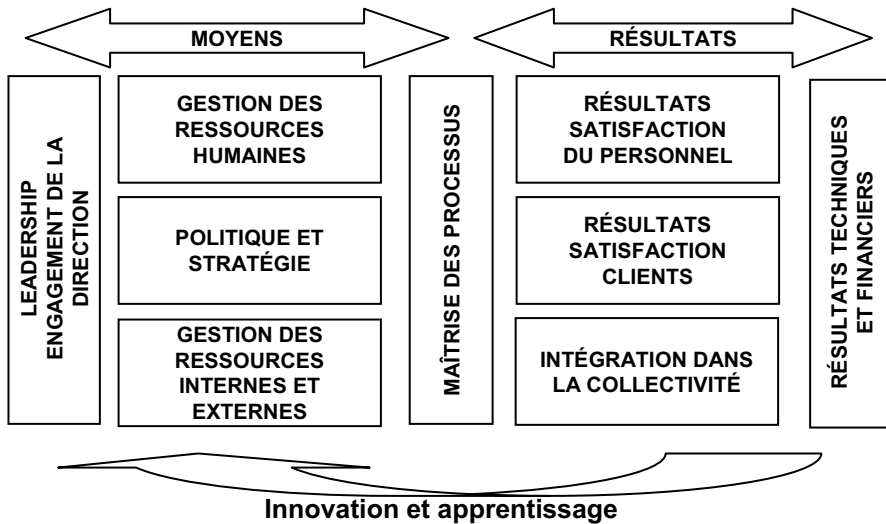 MOYENS
RÉSULTATS
LEADERSHIP
ENGAGEMENT DE LA
DIRECTION
GESTION DES
RESSOURCES
HUMAINES
POLITIQUE ET
STRATÉGIE
GESTION DES
RESSOURCES
INTERNES ET
EXTERNES
MAÎTRISE DES PROCESSUS
RÉSULTATS
SATISFACTION
DU PERSONNEL
RÉSULTATS
SATISFACTION
CLIENTS
INTÉGRATION DANS
LA COLLECTIVITÉ
RÉSULTATS TECHNIQUES
ET FINANCIERS
Innovation et apprentissage